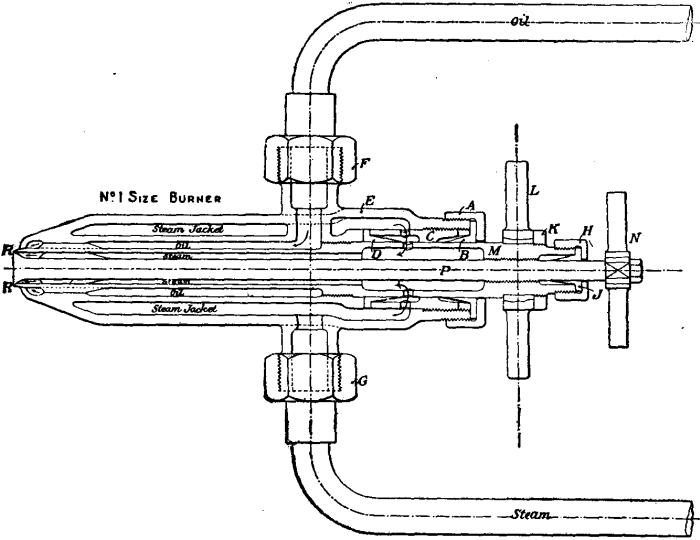 Oil
F
L
Nº 1 SIZE BURNER
E
A
K
H
N
Steam Jacket
C
Oil
D
B
M
R
Steam
P
R
Steam
J
Oil
Steam Jacket
G
Steam